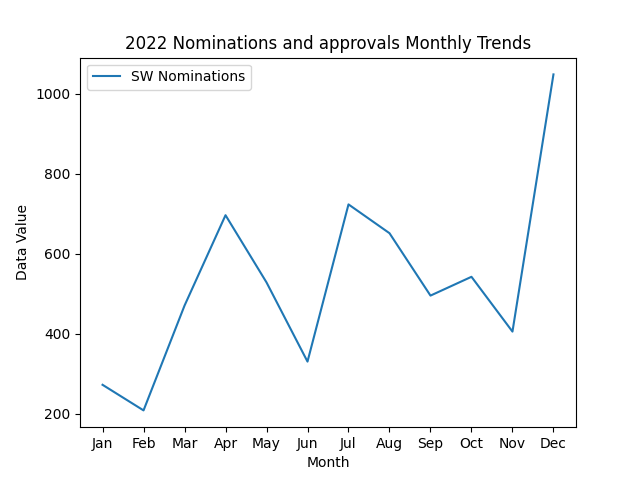 2022 Nominations and approvals Monthly Trends
SW Nominations
1000
800
600
400
200
Data Value
Jan Feb Mar Apr May Jun Jul Aug Sep Oct Nov Dec
Month